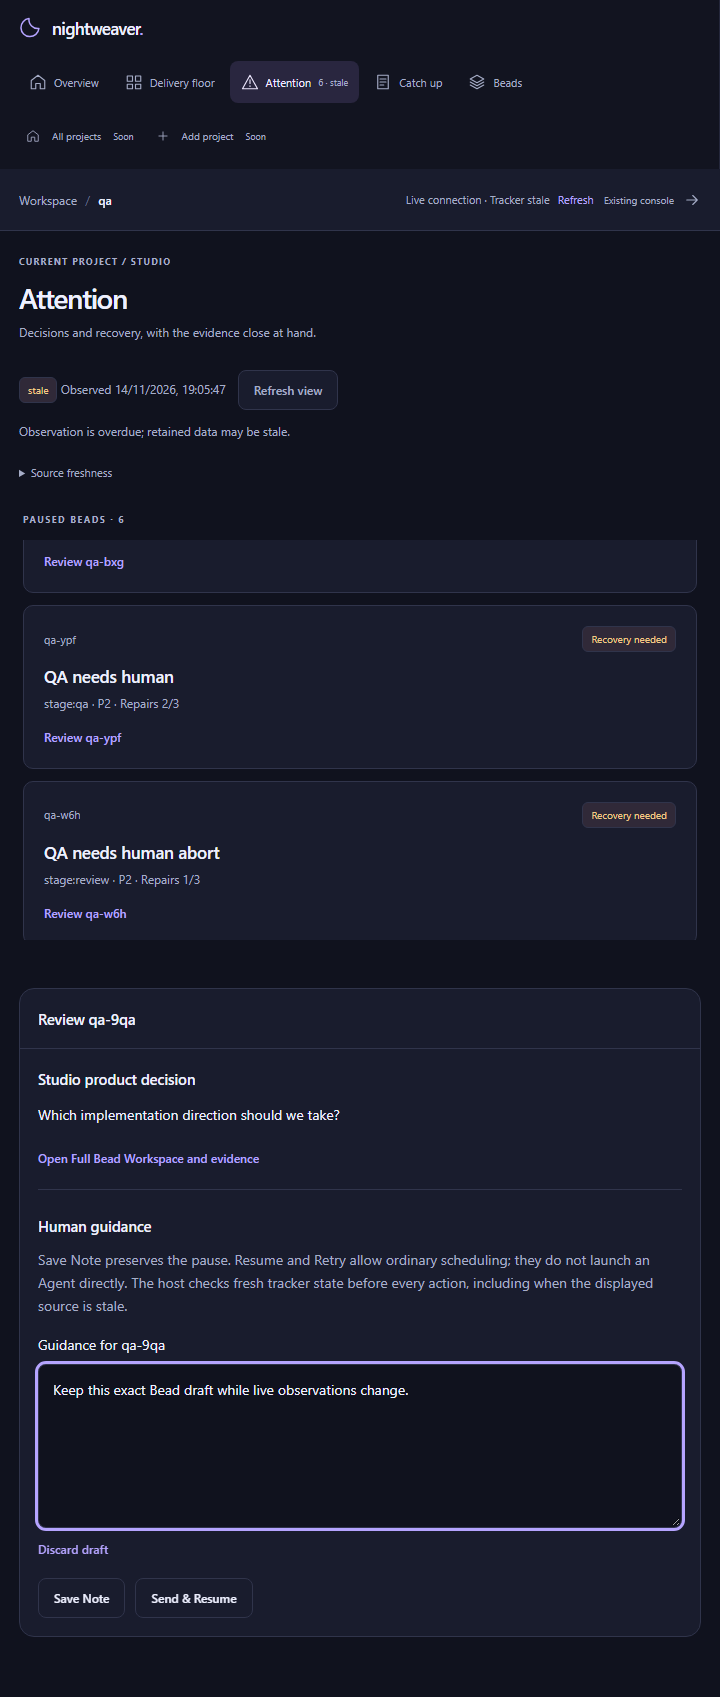 nightweaver.
Overview
Delivery floor
Attention 6 · stale
Catch up
Beads
All projects Soon
Add project Soon
Workspace / qa
Live connection · Tracker stale Refresh Existing console
CURRENT PROJECT / STUDIO
Attention
Decisions and recovery, with the evidence close at hand.
stale Observed 14/11/2026, 19:05:47 Refresh view
Observation is overdue; retained data may be stale.
Source freshness
PAUSED BEADS · 6
Review qa-bxg
qa-ypf
Recovery needed
QA needs human
stage:qa · P2 · Repairs 2/3
Review qa-ypf
qa-w6h
Recovery needed
QA needs human abort
stage:review · P2 · Repairs 1/3
Review qa-w6h
Review qa-9qa
Studio product decision
Which implementation direction should we take?
Open Full Bead Workspace and evidence
Human guidance
Save Note preserves the pause. Resume and Retry allow ordinary scheduling; they do not launch an
Agent directly. The host checks fresh tracker state before every action, including when the displayed
source is stale.
Guidance for qa-9qa
Keep this exact Bead draft while live observations change.
Discard draft
Save Note
Send & Resume